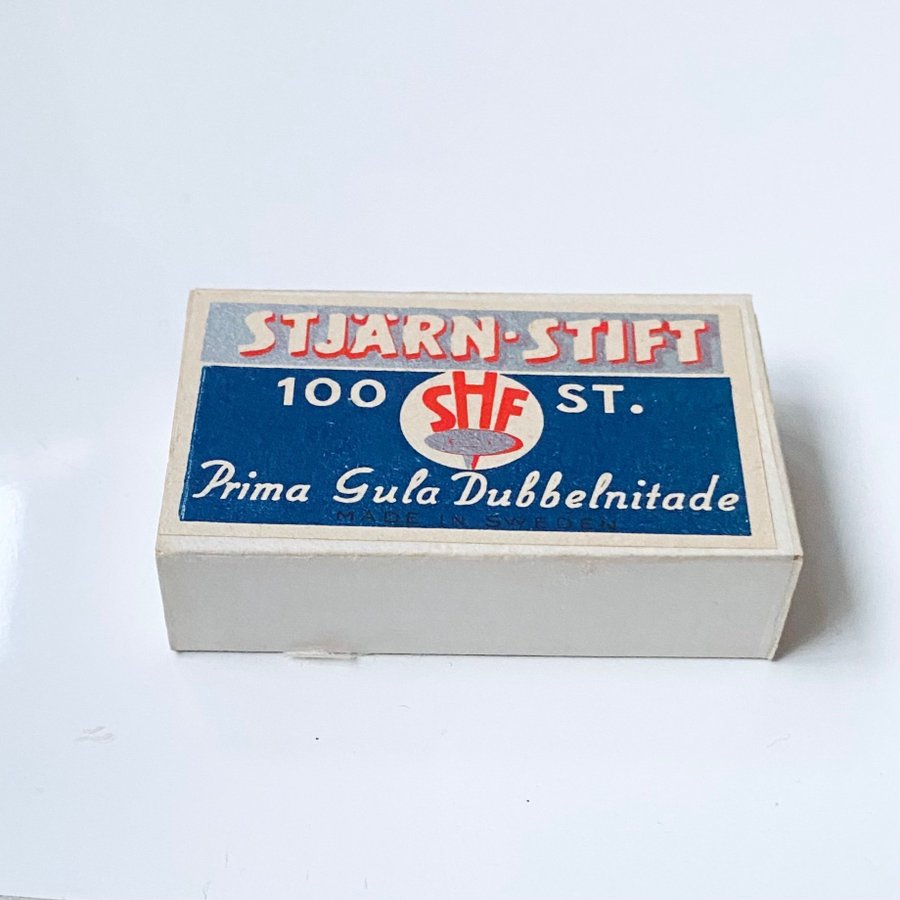 STJÄRN·STIFT
100 SHF ST.
Prima Gula Dubbelnitade
MADE IN SWEDEN